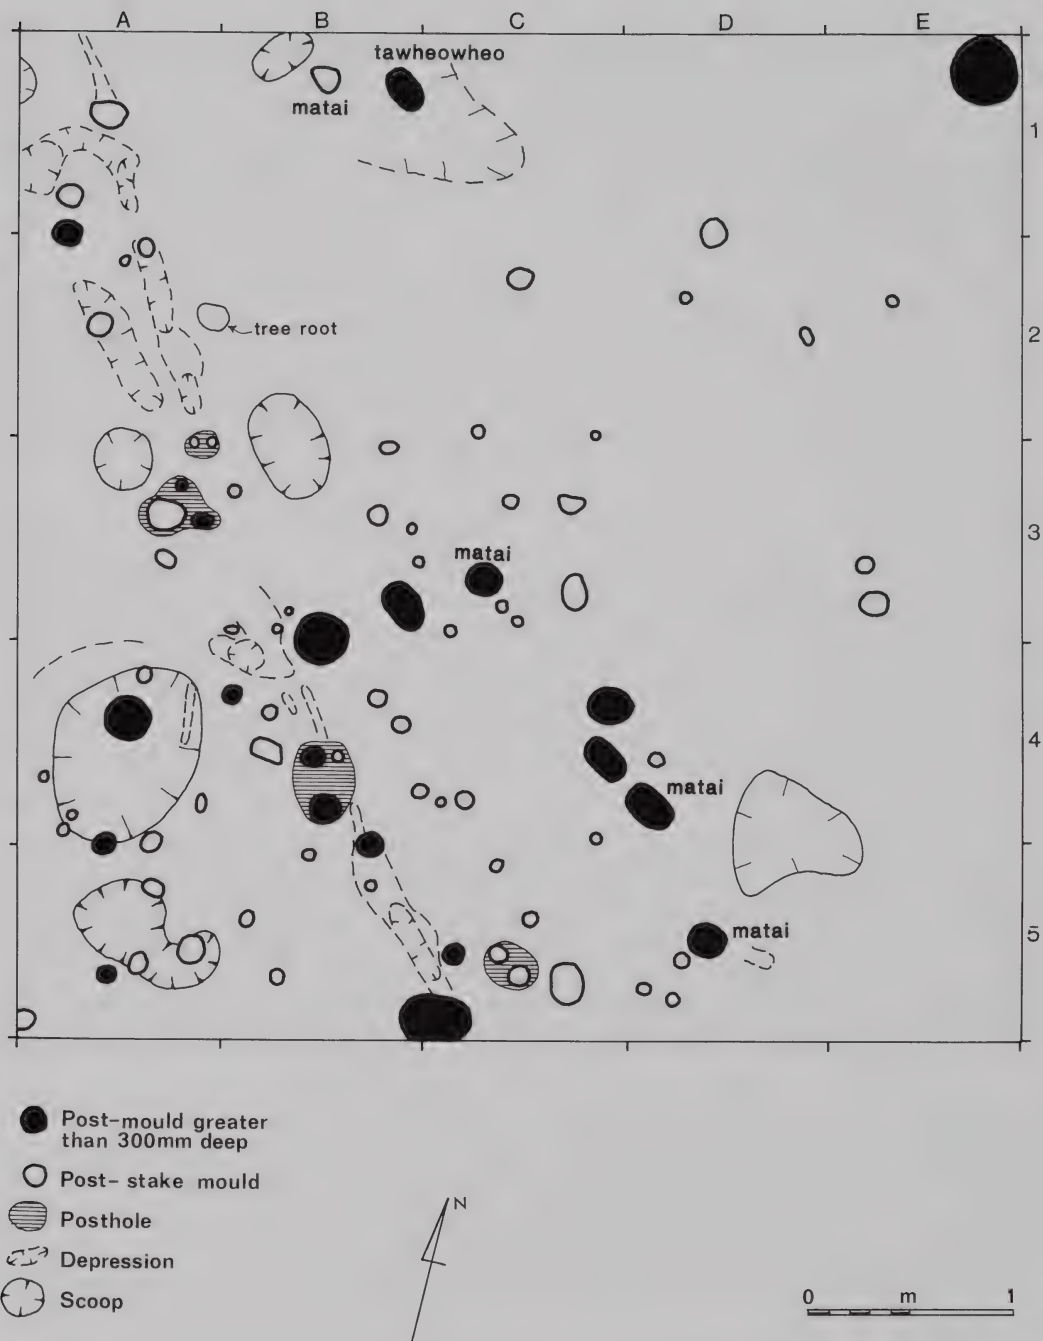 A B C D E
tawheowheo
matai
1
tree root
2
matai
3
4
matai
matai
5
Post-mould greater
than 300mm deep
Post-stake mould
Posthole
Depression
Scoop
N
0 m 1